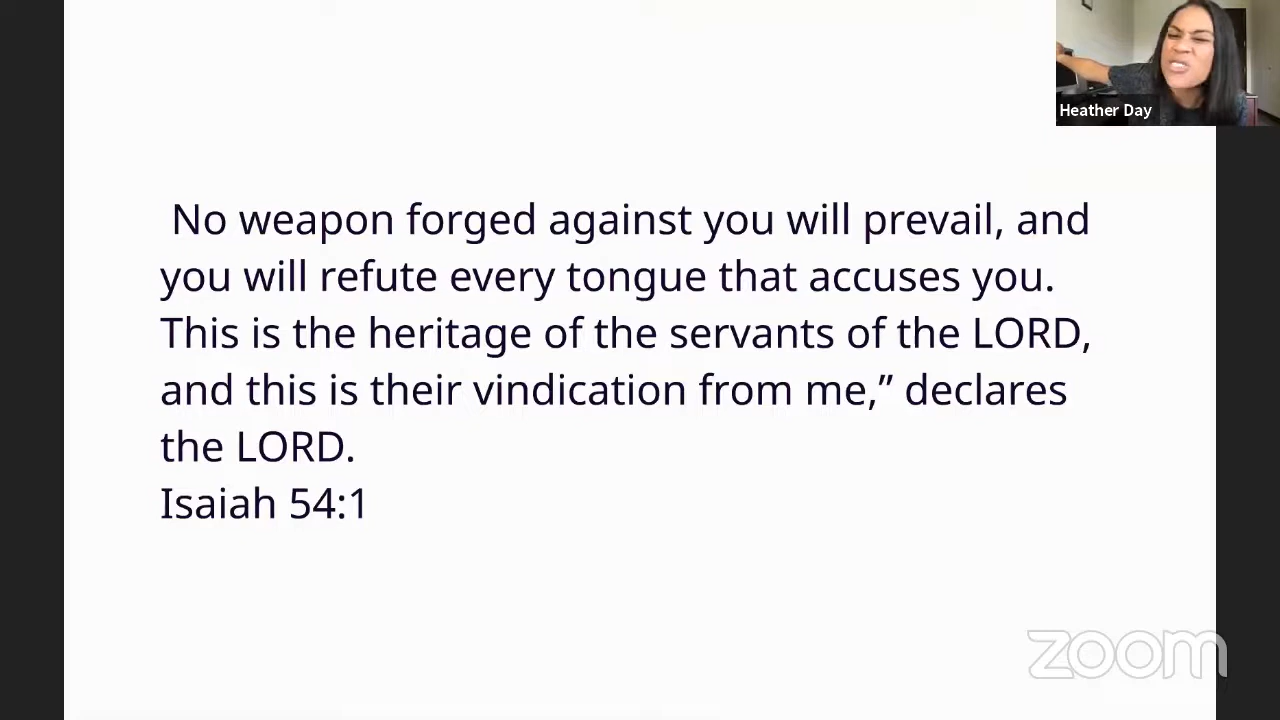 Heather Day
No weapon forged against you will prevail, and
you will refute every tongue that accuses you.
This is the heritage of the servants of the LORD,
and this is their vindication from me,” declares
the LORD.
Isaiah 54:1
zoom